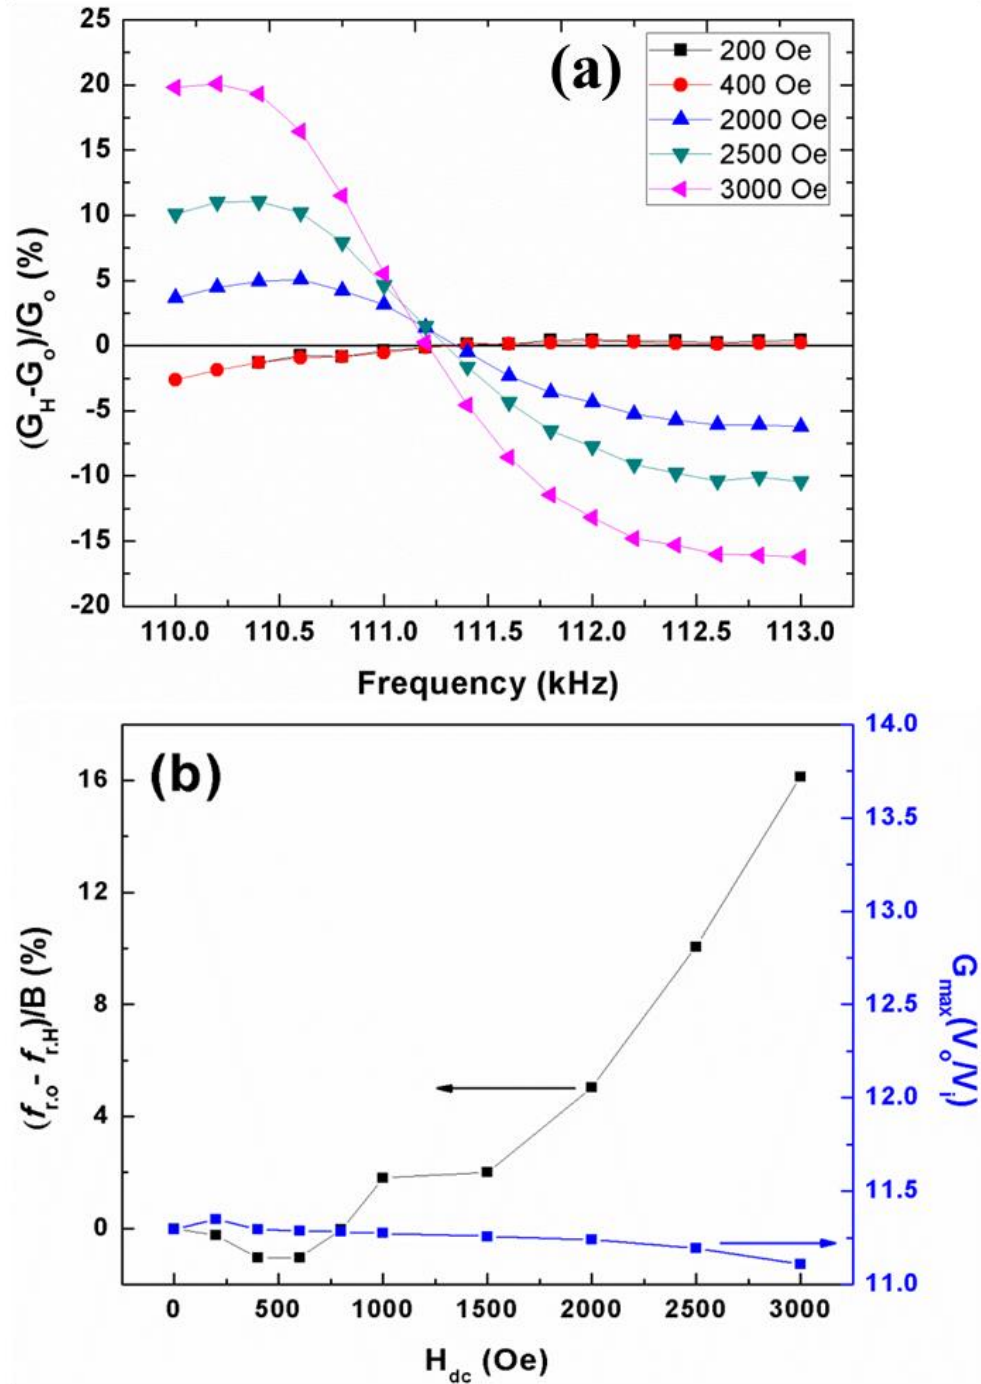 25
20
15
10
5
0
-5
-10
-15
-20
(G_H-G_o)/G_o (%)
(a)
200 Oe
400 Oe
2000 Oe
2500 Oe
3000 Oe
110.0 110.5 111.0 111.5 112.0 112.5 113.0
Frequency (kHz)
(b)
16
12
8
4
0
(f_r.o - f_r.H)/B (%)
14.0
13.5
13.0
12.5
12.0
11.5
11.0
G_max(V_o/V_i)
0 500 1000 1500 2000 2500 3000
H_dc (Oe)